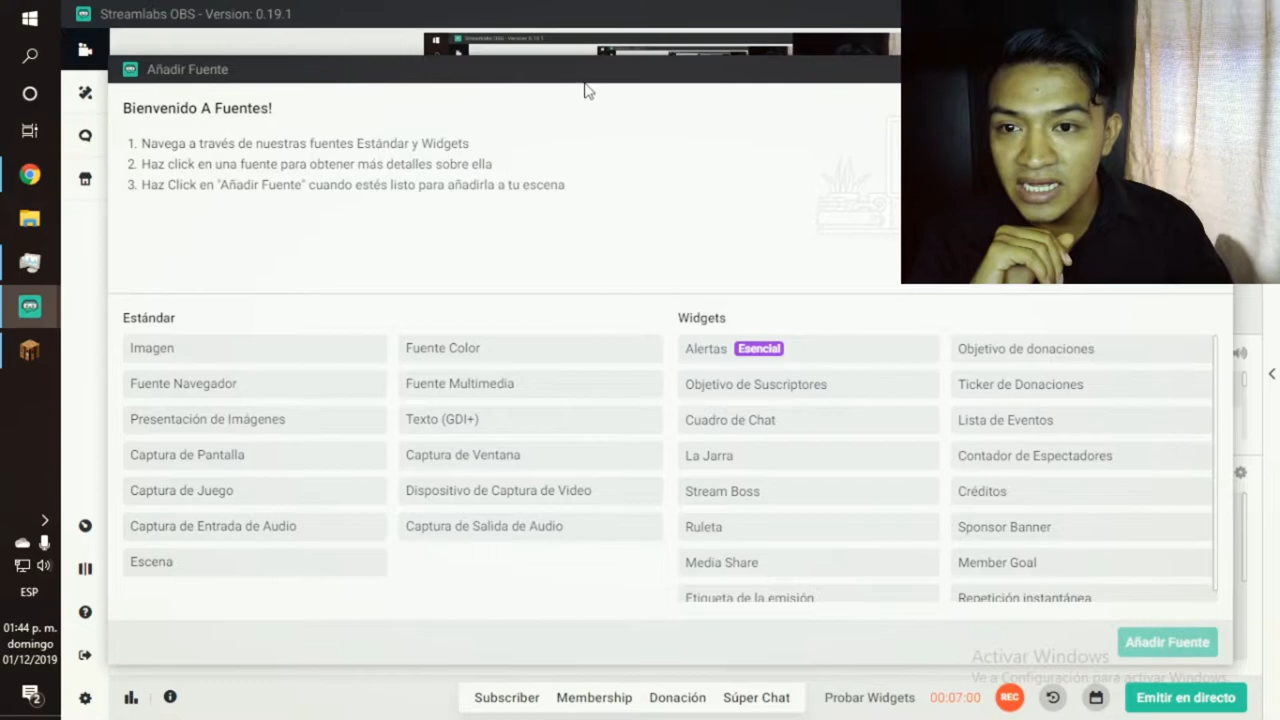 Streamlabs OBS - Version: 0.19.1
Añadir Fuente
Bienvenido A Fuentes!
1. Navega a través de nuestras fuentes Estándar y Widgets
2. Haz click en una fuente para obtener más detalles sobre ella
3. Haz Click en "Añadir Fuente" cuando estés listo para añadirla a tu escena
Estándar
Imagen
Fuente Color
Fuente Navegador
Fuente Multimedia
Presentación de Imágenes
Texto (GDI+)
Captura de Pantalla
Captura de Ventana
Captura de Juego
Dispositivo de Captura de Video
Captura de Entrada de Audio
Captura de Salida de Audio
Escena
Widgets
Alertas Esencial
Objetivo de donaciones
Objetivo de Suscriptores
Ticker de Donaciones
Cuadro de Chat
Lista de Eventos
La Jarra
Contador de Espectadores
Stream Boss
Créditos
Ruleta
Sponsor Banner
Media Share
Member Goal
Etiqueta de la emisión
Repetición instantánea
Añadir Fuente
Activar Windows
Ve a Configuración para activar Windows.
Subscriber
Membership
Donación
Súper Chat
Probar Widgets
00:07:00
REC
Emitir en directo
ESP
01:44 p. m.
domingo
01/12/2019
2